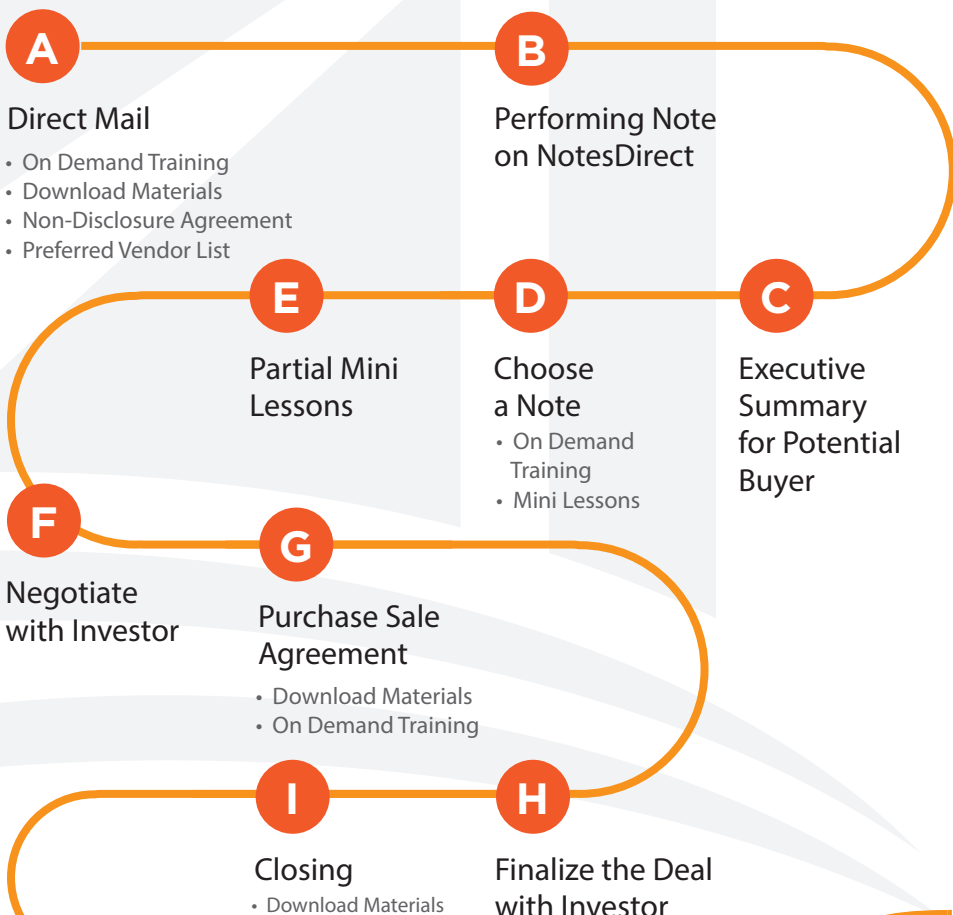 A
Direct Mail
• On Demand Training
• Download Materials
• Non-Disclosure Agreement
• Preferred Vendor List
B
Performing Note
on NotesDirect
C
Executive
Summary
for Potential
Buyer
D
Choose
a Note
• On Demand
Training
• Mini Lessons
E
Partial Mini
Lessons
F
Negotiate
with Investor
G
Purchase Sale
Agreement
• Download Materials
• On Demand Training
H
Finalize the Deal
with Investor
I
Closing
• Download Materials